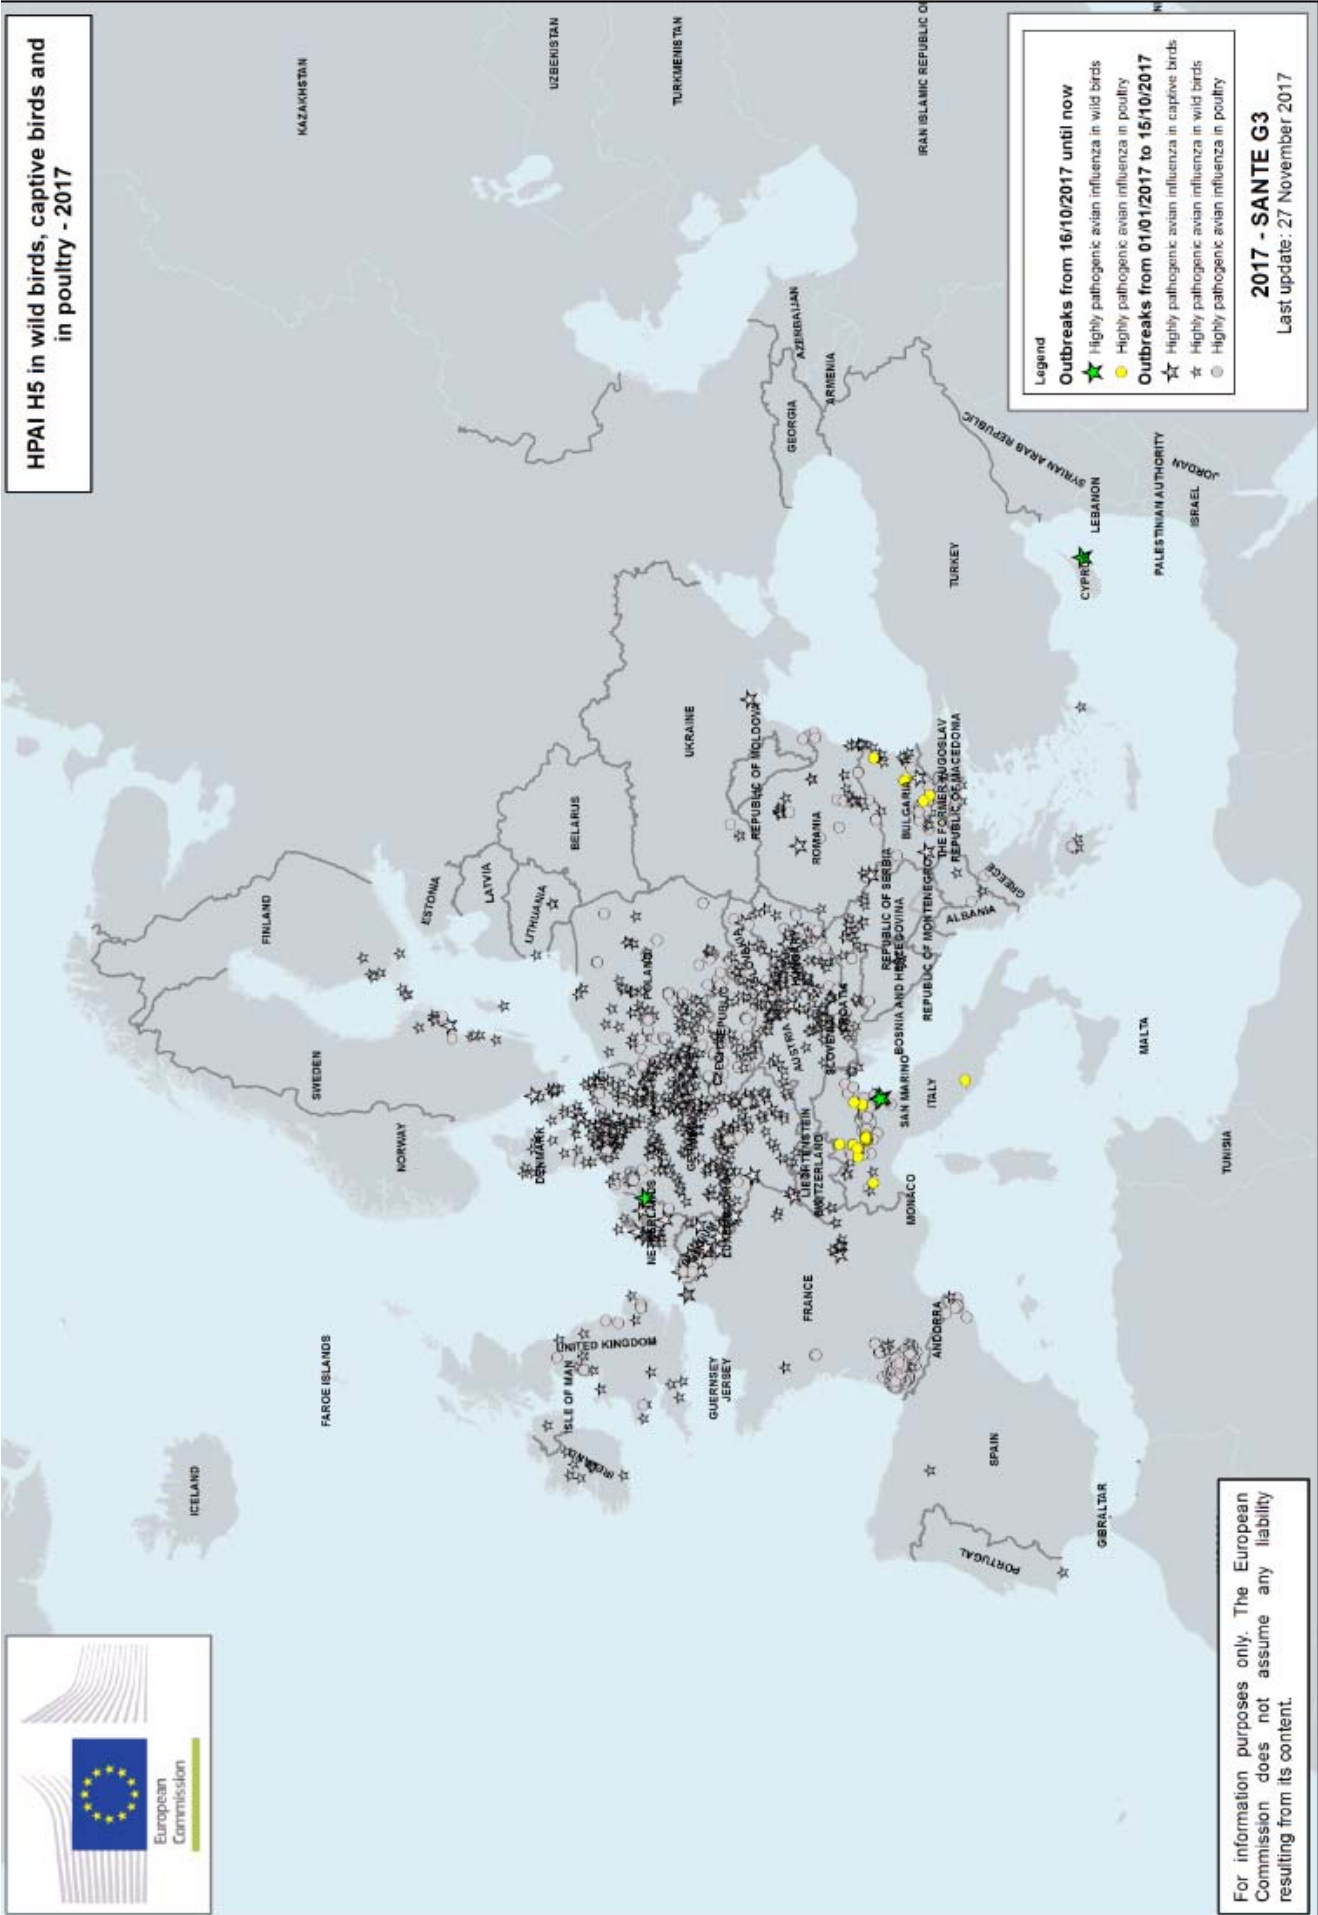 HPAI H5 in wild birds, captive birds and
in poultry - 2017
European
Commission
ICELAND
FAROE ISLANDS
NORWAY
SWEDEN
FINLAND
ESTONIA
LATVIA
LITHUANIA
BELARUS
KAZAKHSTAN
UZBEKISTAN
TURKMENISTAN
IRAN ISLAMIC REPUBLIC O
ISLE OF MAN
UNITED KINGDOM
IRELAND
DENMARK
NETHERLANDS
POLAND
UKRAINE
GUERNSEY
JERSEY
CZECH REPUBLIC
REPUBLIC OF MOLDOVA
FRANCE
LIECHTENSTEIN
SWITZERLAND
AUSTRIA
SLOVENIA
CROATIA
HUNGARY
ROMANIA
GEORGIA
AZERBAIJAN
ARMENIA
MONACO
SAN MARINO
BOSNIA AND HERZEGOVINA
REPUBLIC OF SERBIA
BULGARIA
REPUBLIC OF MONTENEGRO
THE FORMER YUGOSLAV
REPUBLIC OF MACEDONIA
ITALY
ANDORRA
ALBANIA
GREECE
TURKEY
SPAIN
PORTUGAL
GIBRALTAR
MALTA
TUNISIA
CYPRUS
SYRIAN ARAB REPUBLIC
LEBANON
PALESTINIAN AUTHORITY
ISRAEL
JORDAN
Legend
Outbreaks from 16/10/2017 until now
Highly pathogenic avian influenza in wild birds
Highly pathogenic avian influenza in poultry
Outbreaks from 01/01/2017 to 15/10/2017
Highly pathogenic avian influenza in captive birds
Highly pathogenic avian influenza in wild birds
Highly pathogenic avian influenza in poultry
2017 - SANTE G3
Last update: 27 November 2017
For information purposes only. The European
Commission does not assume any liability
resulting from its content.